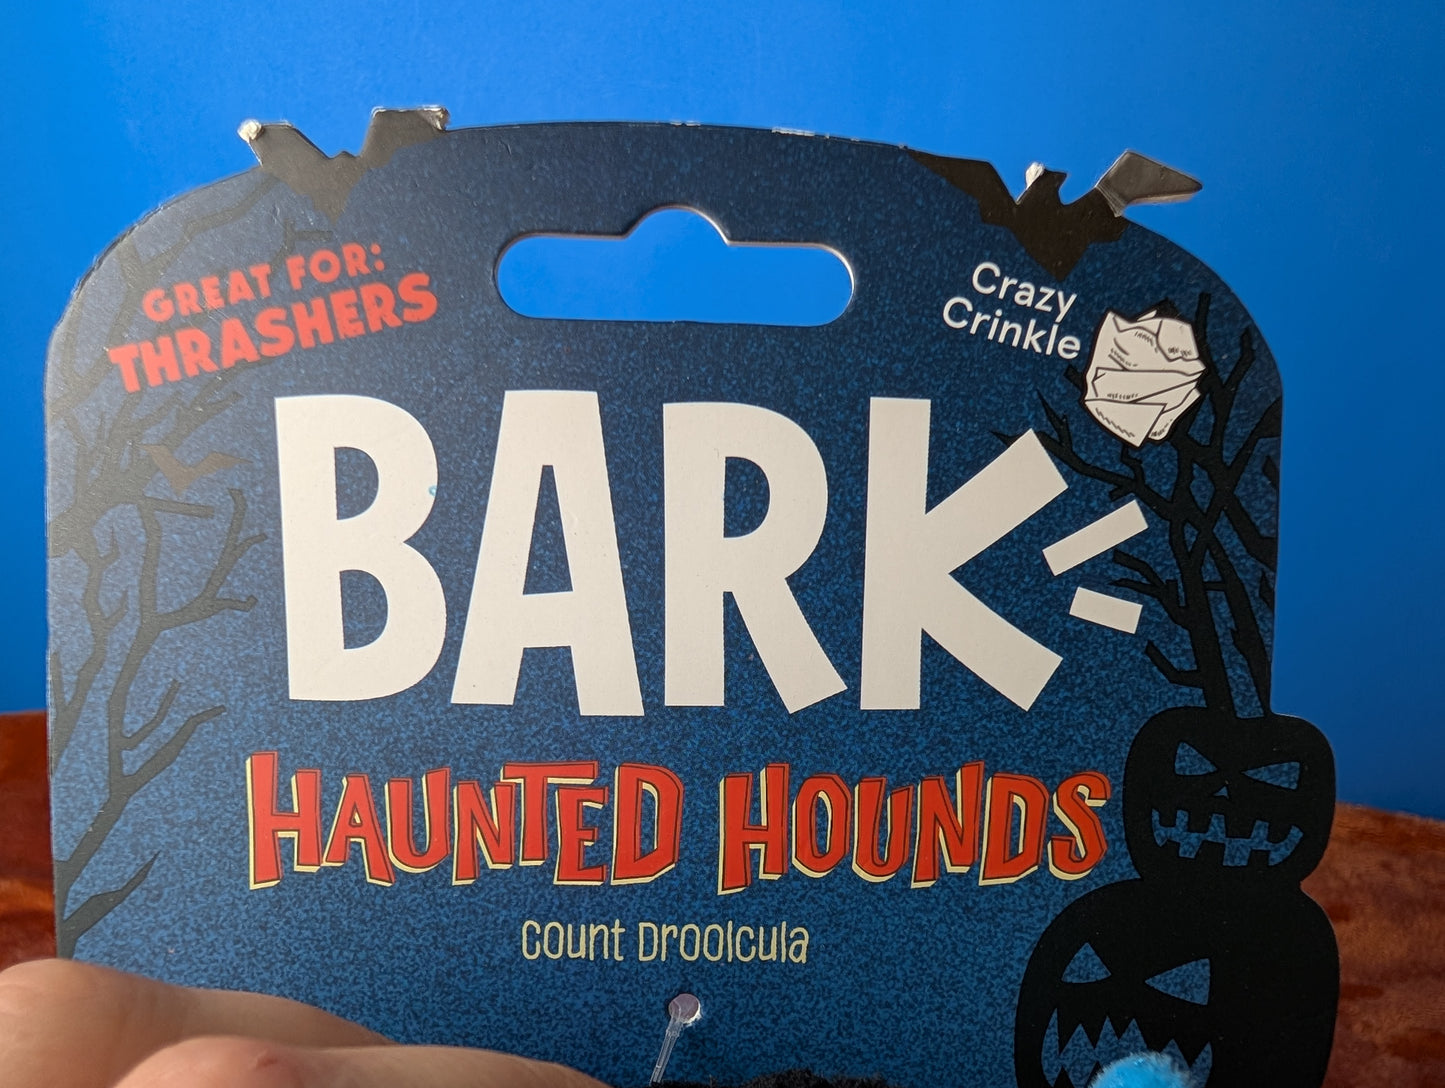 GREAT FOR:
THRASHERS
Crazy
Crinkle
BARK
HAUNTED HOUNDS
Count Droolcula